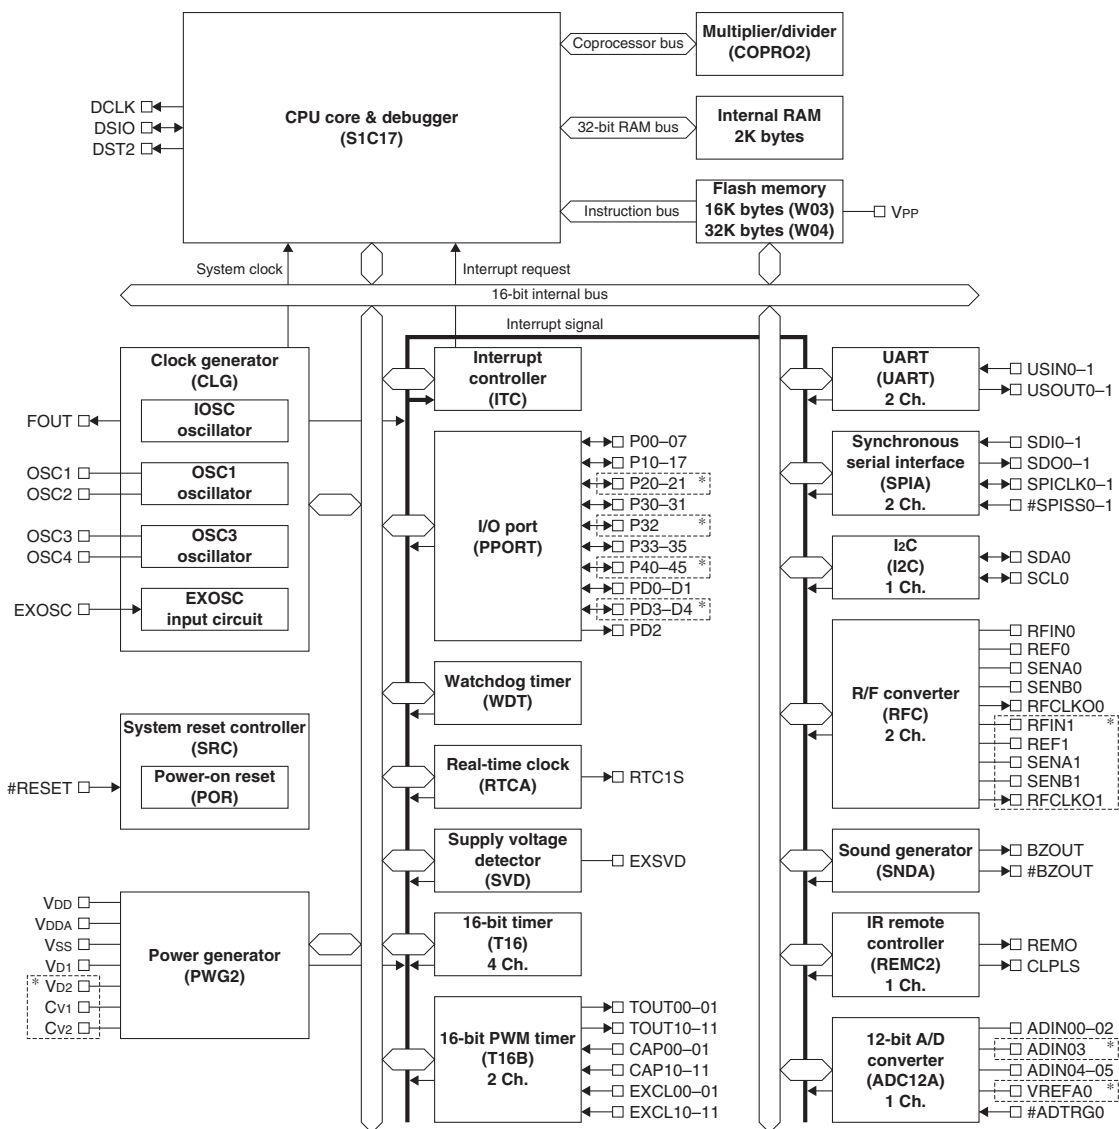 Coprocessor bus
Multiplier/divider
(COPRO2)
CPU core & debugger
(S1C17)
DCLK
DSIO
DST2
32-bit RAM bus
Internal RAM
2K bytes
Instruction bus
Flash memory
16K bytes (W03)
32K bytes (W04)
VPP
System clock
Interrupt request
16-bit internal bus
Interrupt signal
Clock generator
(CLG)
IOSC
oscillator
OSC1
oscillator
OSC3
oscillator
EXOSC
input circuit
FOUT
OSC1
OSC2
OSC3
OSC4
EXOSC
System reset controller
(SRC)
Power-on reset
(POR)
#RESET
Power generator
(PWG2)
VDD
VDDA
VSS
VD1
* VD2
CV1
CV2
Interrupt
controller
(ITC)
I/O port
(PPORT)
P00–07
P10–17
P20–21 *
P30–31
P32 *
P33–35
P40–45 *
PD0–D1
PD3–D4 *
PD2
Watchdog timer
(WDT)
Real-time clock
(RTCA)
RTC1S
Supply voltage
detector
(SVD)
EXSVD
16-bit timer
(T16)
4 Ch.
16-bit PWM timer
(T16B)
2 Ch.
TOUT00–01
TOUT10–11
CAP00–01
CAP10–11
EXCL00–01
EXCL10–11
UART
(UART)
2 Ch.
USIN0–1
USOUT0–1
Synchronous
serial interface
(SPIA)
2 Ch.
SDI0–1
SDO0–1
SPICLK0–1
#SPISS0–1
I2C
(I2C)
1 Ch.
SDA0
SCL0
R/F converter
(RFC)
2 Ch.
RFIN0
REF0
SENA0
SENB0
RFCLKO0
RFIN1 *
REF1
SENA1
SENB1
RFCLKO1
Sound generator
(SNDA)
BZOUT
#BZOUT
IR remote
controller
(REMC2)
1 Ch.
REMO
CLPLS
12-bit A/D
converter
(ADC12A)
1 Ch.
ADIN00–02
ADIN03 *
ADIN04–05
VREFA0 *
#ADTRG0